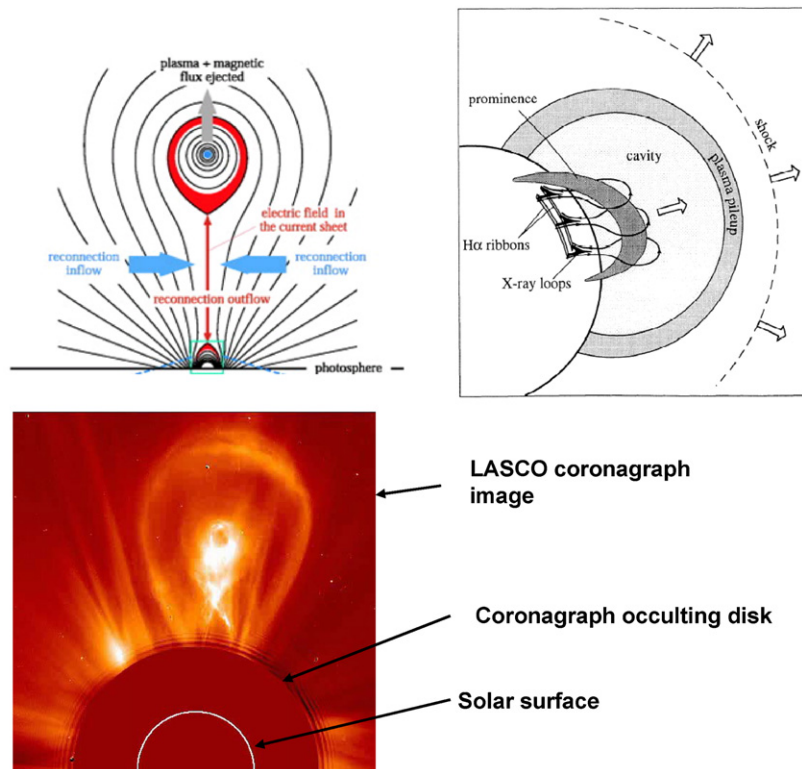 plasma + magnetic
flux ejected
electric field in
the current sheet
reconnection
inflow
reconnection
inflow
reconnection outflow
photosphere
prominence
cavity
shock
plasma pileup
Hα ribbons
X-ray loops
LASCO coronagraph
image
Coronagraph occulting disk
Solar surface